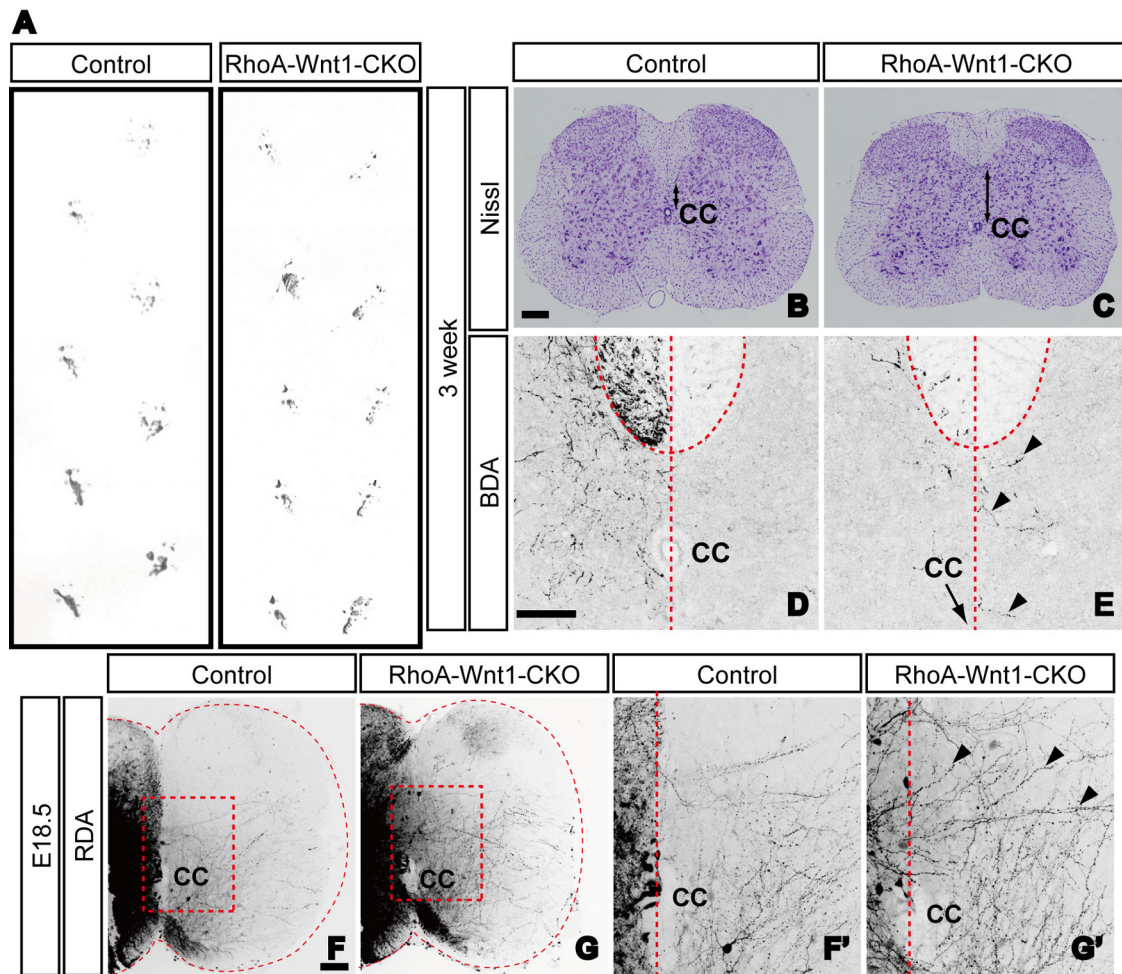 A
Control
RhoA-Wnt1-CKO
3 week
Nissl
BDA
Control
RhoA-Wnt1-CKO
CC
B
CC
C
CC
D
CC
E
E18.5
RDA
Control
RhoA-Wnt1-CKO
Control
RhoA-Wnt1-CKO
CC
F
CC
G
CC
F'
CC
G'